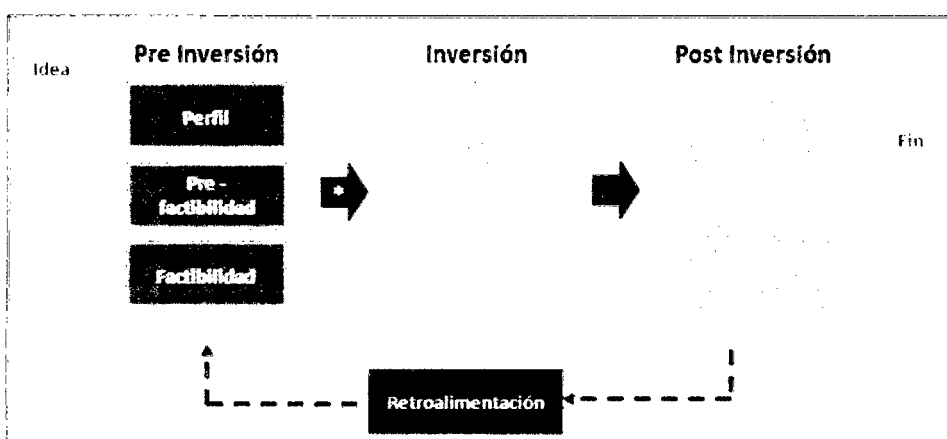 Idea
Pre Inversión
Inversión
Post Inversión
Fin
Perfil
Pre -
factibilidad
*
Factibilidad
Retroalimentación